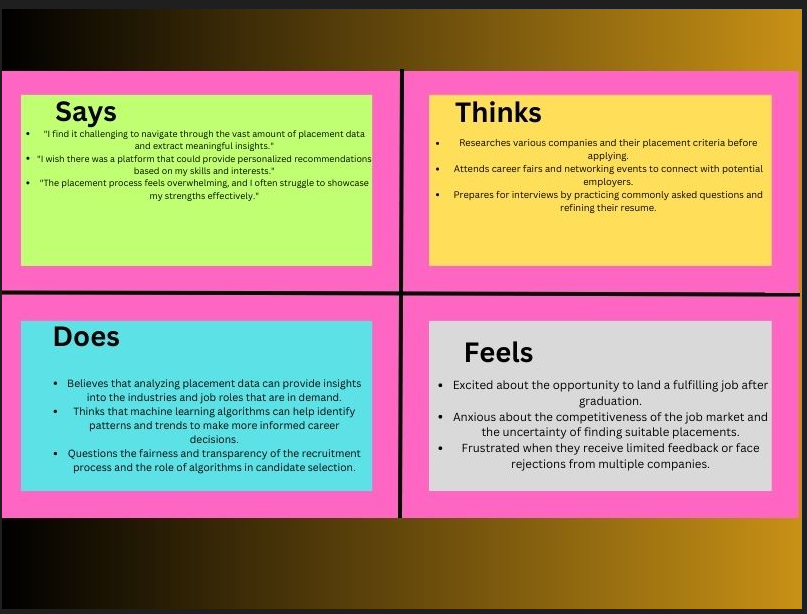 Says
• "I find it challenging to navigate through the vast amount of placement data
and extract meaningful insights."
• "I wish there was a platform that could provide personalized recommendations
based on my skills and interests."
• "The placement process feels overwhelming, and I often struggle to showcase
my strengths effectively."
Thinks
• Researches various companies and their placement criteria before
applying.
• Attends career fairs and networking events to connect with potential
employers.
• Prepares for interviews by practicing commonly asked questions and
refining their resume.
Does
• Believes that analyzing placement data can provide insights
into the industries and job roles that are in demand.
• Thinks that machine learning algorithms can help identify
patterns and trends to make more informed career
decisions.
• Questions the fairness and transparency of the recruitment
process and the role of algorithms in candidate selection.
Feels
• Excited about the opportunity to land a fulfilling job after
graduation.
• Anxious about the competitiveness of the job market and
the uncertainty of finding suitable placements.
• Frustrated when they receive limited feedback or face
rejections from multiple companies.